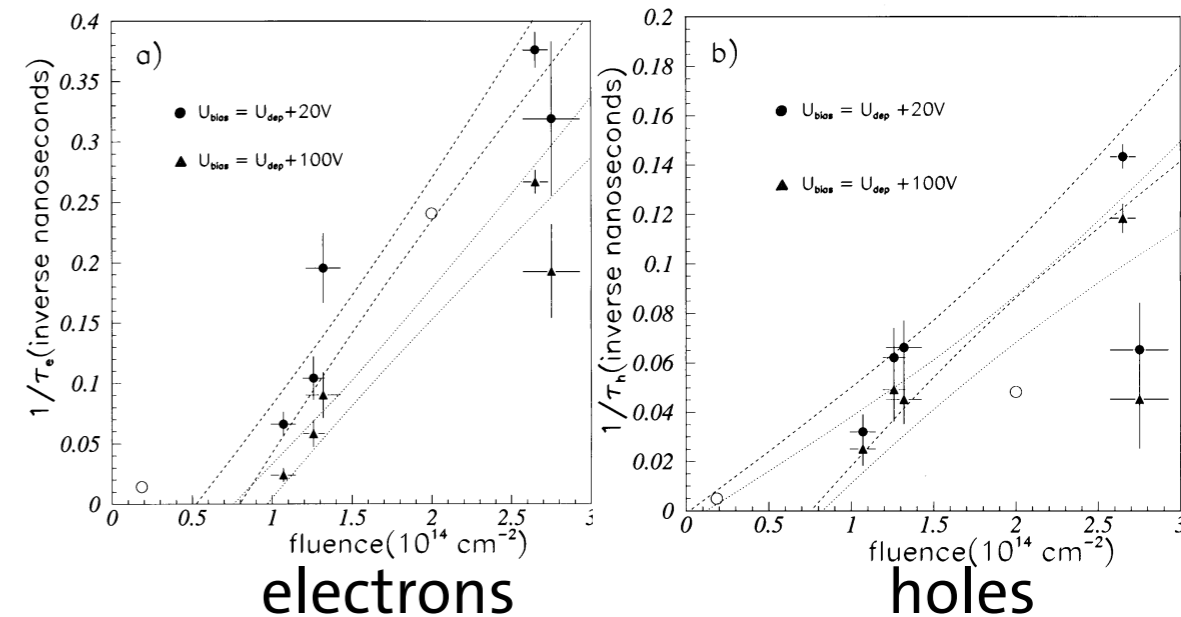 a)
● U_bias = U_dep+20V
▲ U_bias = U_dep+100V
1/τ_e(inverse nanoseconds)
0.4
0.35
0.3
0.25
0.2
0.15
0.1
0.05
0
0 0.5 1 1.5 2 2.5 3
fluence(10^14 cm^-2)
electrons
b)
● U_bias = U_dep +20V
▲ U_bias = U_dep +100V
1/τ_h(inverse nanoseconds)
0.2
0.18
0.16
0.14
0.12
0.1
0.08
0.06
0.04
0.02
0
0 0.5 1 1.5 2 2.5 3
fluence(10^14 cm^-2)
holes